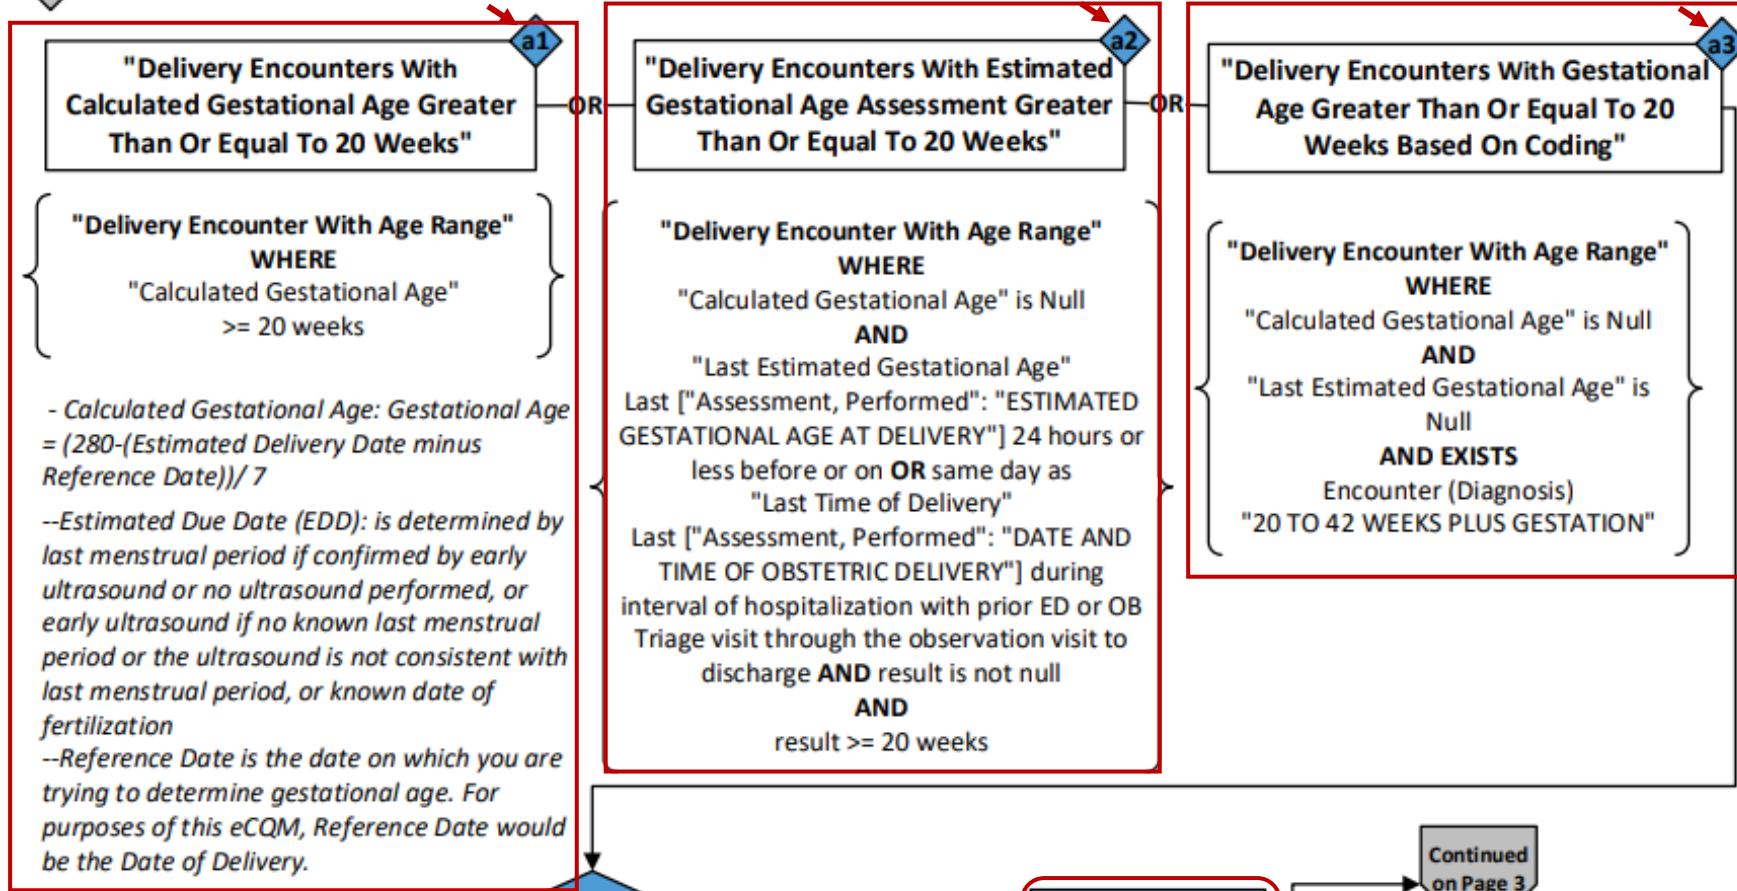 a1
"Delivery Encounters With
Calculated Gestational Age Greater
Than Or Equal To 20 Weeks"
OR
a2
"Delivery Encounters With Estimated
Gestational Age Assessment Greater
Than Or Equal To 20 Weeks"
OR
a3
"Delivery Encounters With Gestational
Age Greater Than Or Equal To 20
Weeks Based On Coding"
"Delivery Encounter With Age Range"
WHERE
"Calculated Gestational Age"
>= 20 weeks
- Calculated Gestational Age: Gestational Age
= (280-(Estimated Delivery Date minus
Reference Date))/ 7
--Estimated Due Date (EDD): is determined by
last menstrual period if confirmed by early
ultrasound or no ultrasound performed, or
early ultrasound if no known last menstrual
period or the ultrasound is not consistent with
last menstrual period, or known date of
fertilization
--Reference Date is the date on which you are
trying to determine gestational age. For
purposes of this eCQM, Reference Date would
be the Date of Delivery.
"Delivery Encounter With Age Range"
WHERE
"Calculated Gestational Age" is Null
AND
"Last Estimated Gestational Age"
Last ["Assessment, Performed": "ESTIMATED
GESTATIONAL AGE AT DELIVERY"] 24 hours or
less before or on OR same day as
"Last Time of Delivery"
Last ["Assessment, Performed": "DATE AND
TIME OF OBSTETRIC DELIVERY"] during
interval of hospitalization with prior ED or OB
Triage visit through the observation visit to
discharge AND result is not null
AND
result >= 20 weeks
"Delivery Encounter With Age Range"
WHERE
"Calculated Gestational Age" is Null
AND
"Last Estimated Gestational Age" is
Null
AND EXISTS
Encounter (Diagnosis)
"20 TO 42 WEEKS PLUS GESTATION"
Continued
on Page 3